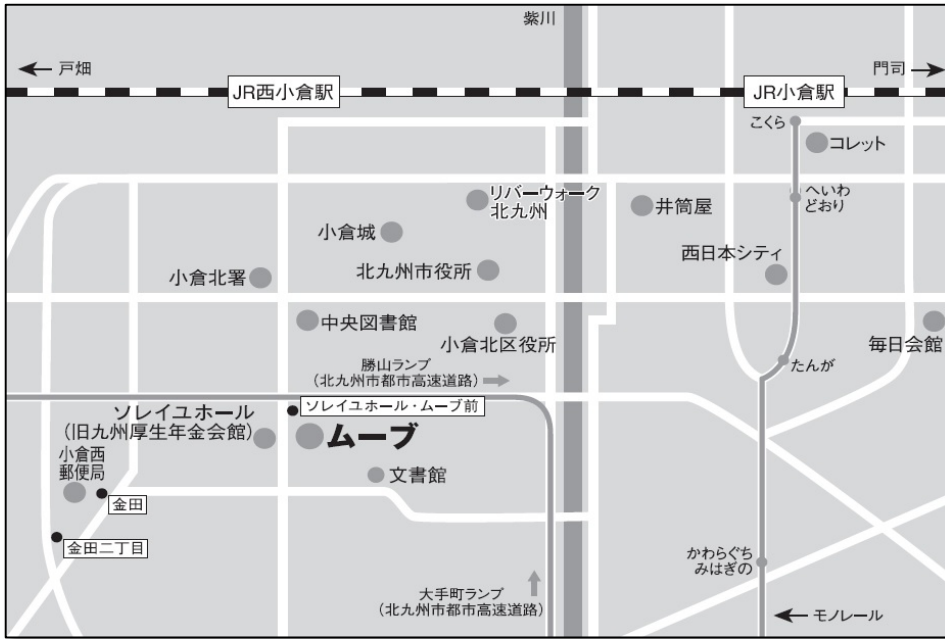 紫川
戸畑
門司
JR西小倉駅
JR小倉駅
こくら
コレット
リバーウォーク
北九州
井筒屋
へいわ
どおり
小倉城
小倉北署
北九州市役所
西日本シティ
中央図書館
小倉北区役所
毎日会館
勝山ランプ
(北九州市都市高速道路)
たんが
ソレイユホール
(旧九州厚生年金会館)
ソレイユホール・ムーブ前
ムーブ
小倉西
郵便局
文書館
金田
金田二丁目
かわらぐち
みはぎの
大手町ランプ
(北九州市都市高速道路)
モノレール